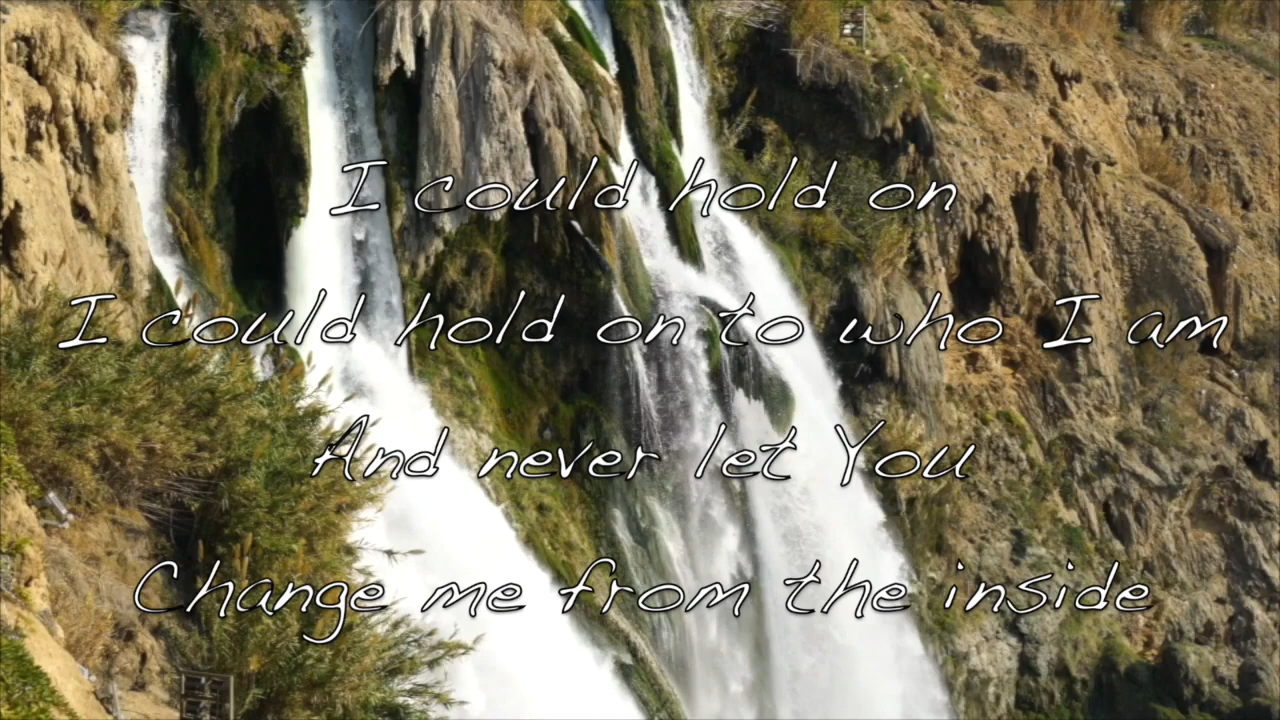 I could hold on
I could hold on to who I am
And never let You
Change me from the inside